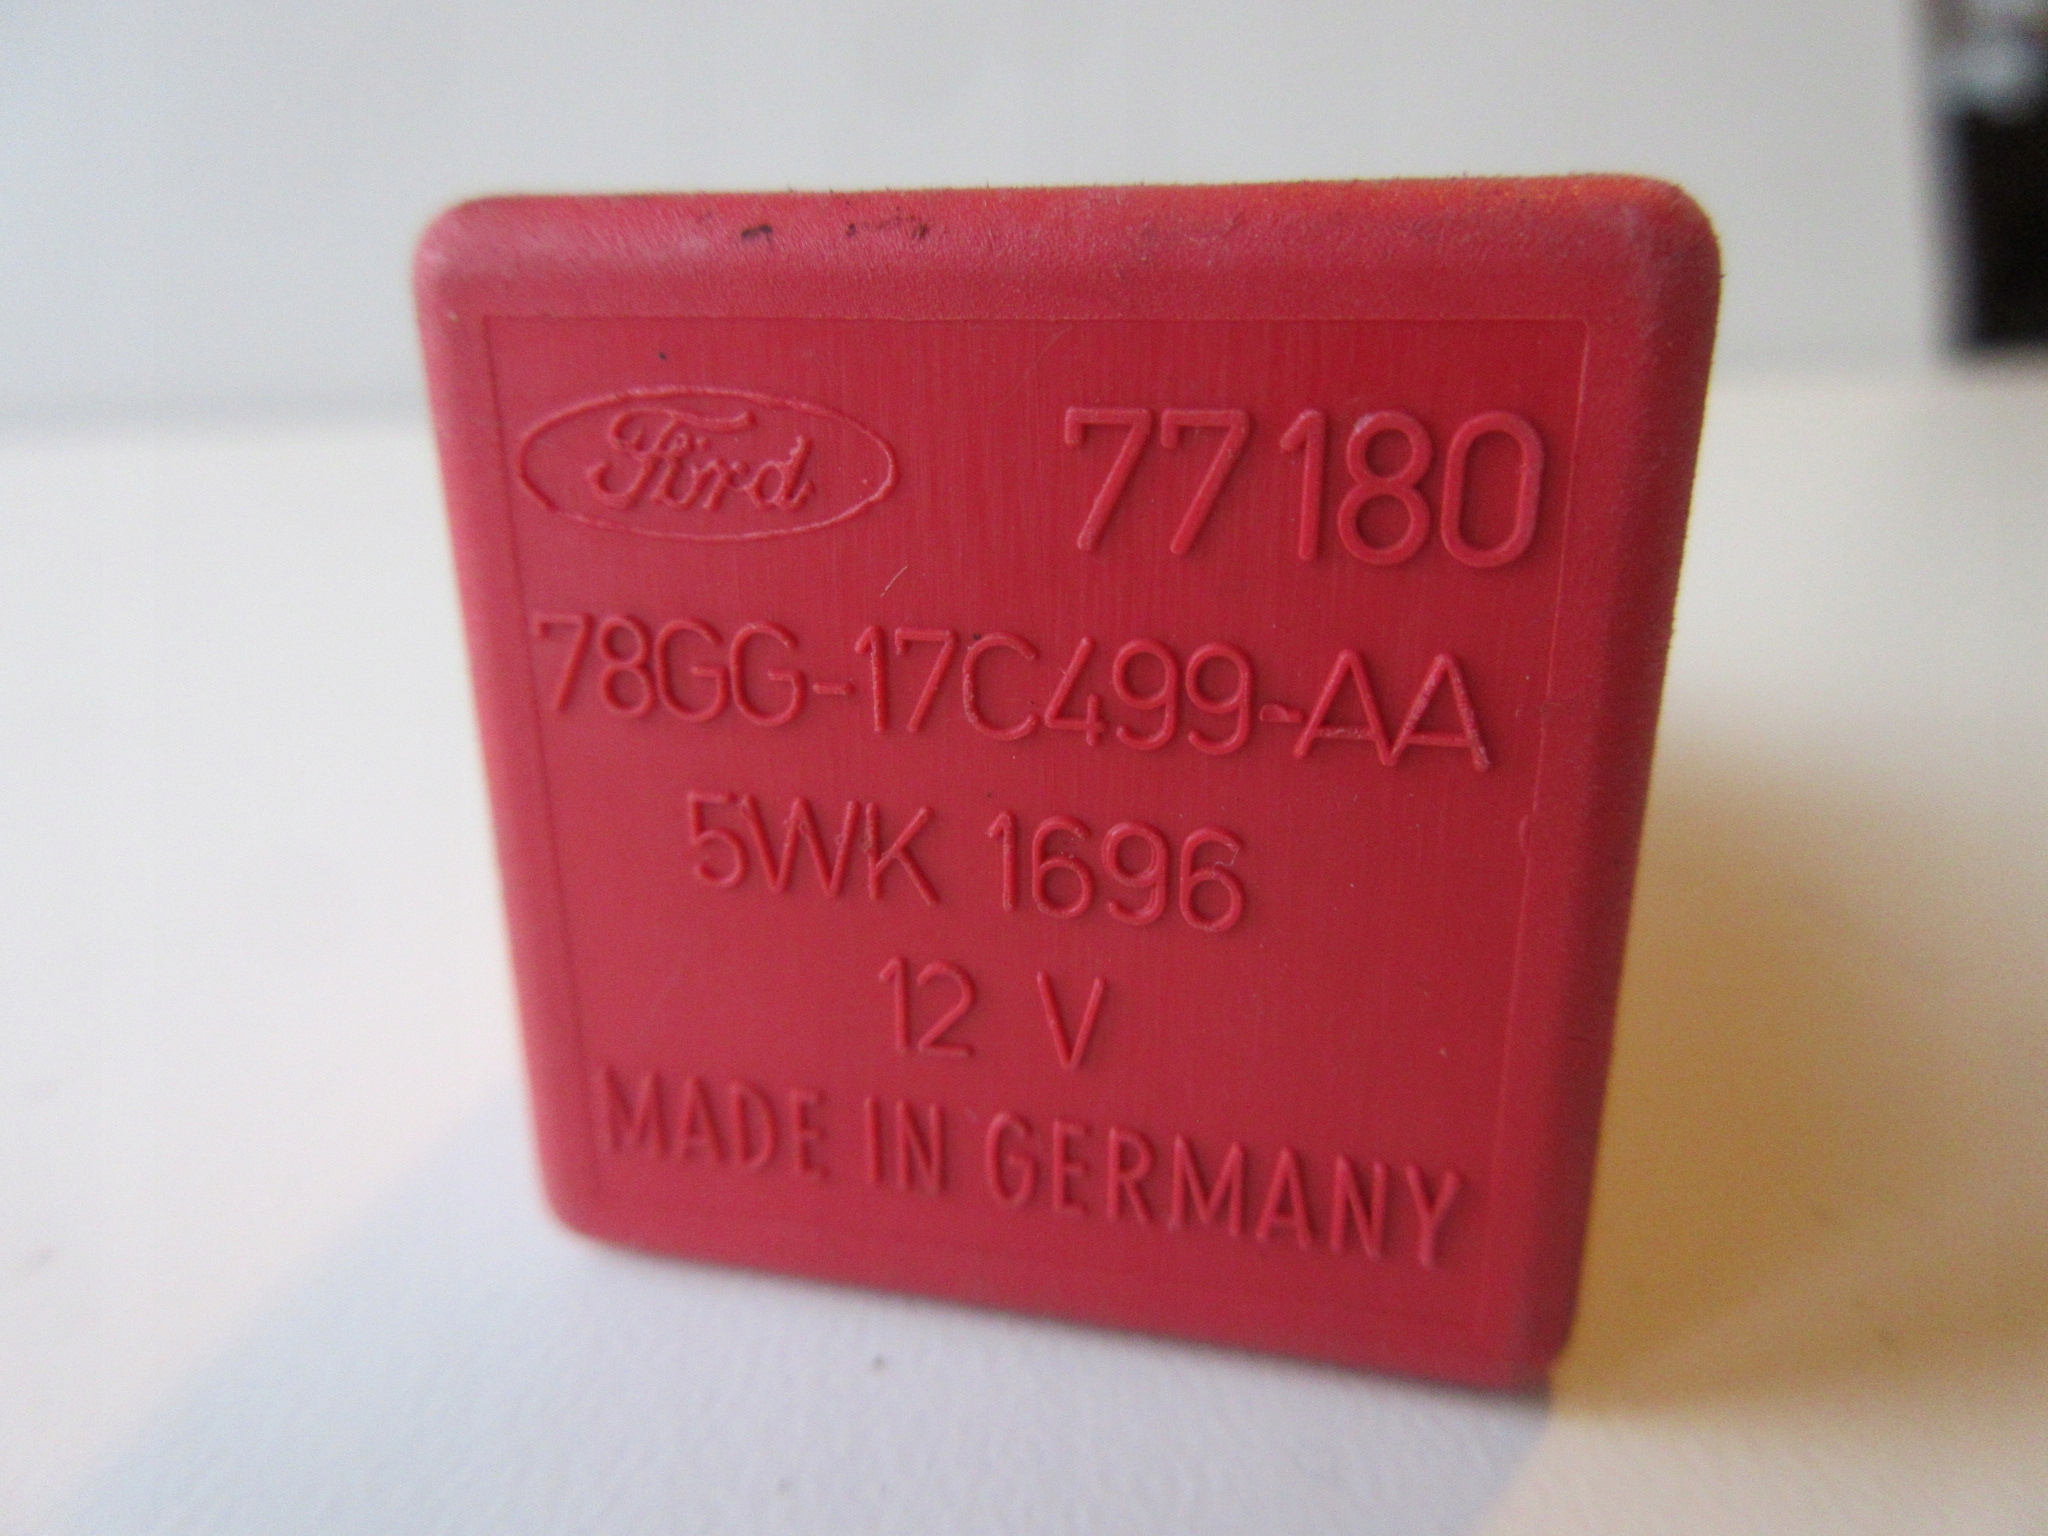 Ford 77180
78GG-17C499-AA
5WK 1696
12 V
MADE IN GERMANY